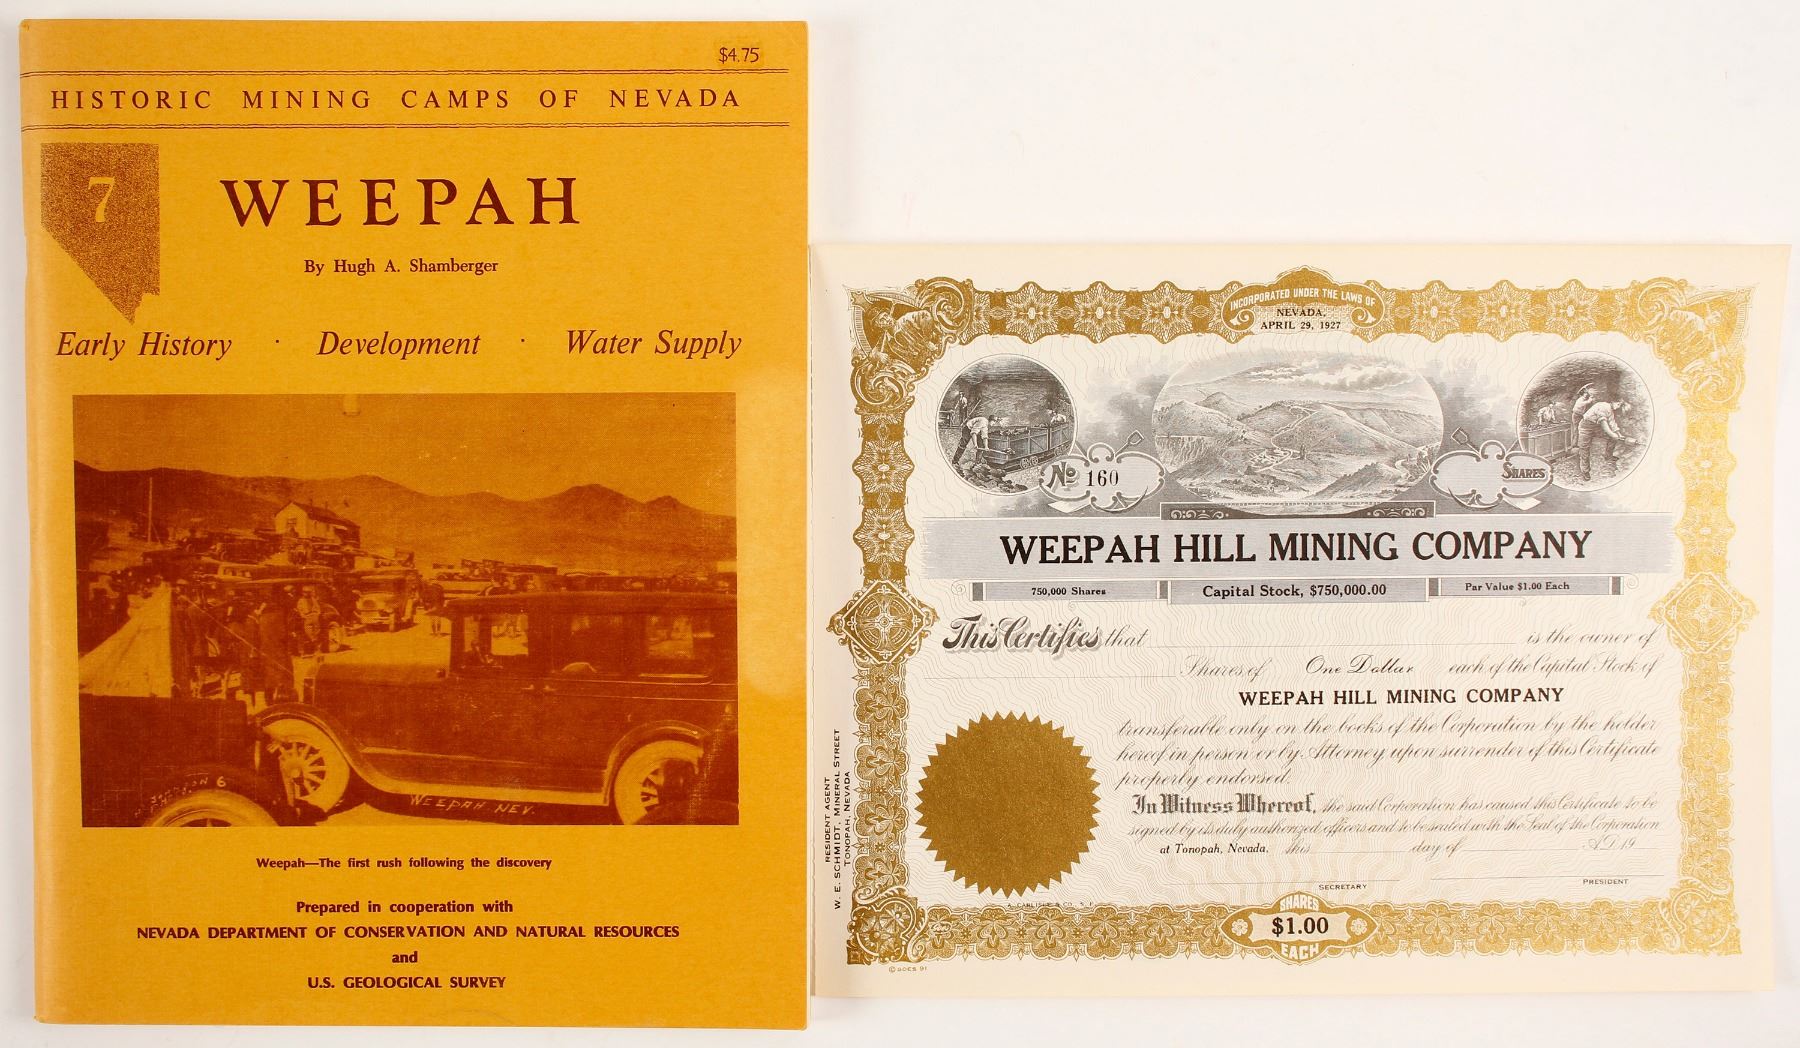 $4.75
HISTORIC MINING CAMPS OF NEVADA
7
WEEPAH
By Hugh A. Shamberger
Early History · Development · Water Supply
WEEPAH NEV.
Weepah—The first rush following the discovery
Prepared in cooperation with
NEVADA DEPARTMENT OF CONSERVATION AND NATURAL RESOURCES
and
U.S. GEOLOGICAL SURVEY
INCORPORATED UNDER THE LAWS OF
NEVADA,
APRIL 29, 1927
No 160
SHARES
WEEPAH HILL MINING COMPANY
750,000 Shares
Capital Stock, $750,000.00
Par Value $1.00 Each
This Certifies that is the owner of
Shares of One Dollar each of the Capital Stock of
WEEPAH HILL MINING COMPANY
transferable only on the books of the Corporation by the holder
hereof in person or by Attorney upon surrender of this Certificate
properly endorsed.
In Witness Whereof, the said Corporation has caused this Certificate to be
signed by its duly authorized officers and to be sealed with the Seal of the Corporation
at Tonopah, Nevada, this day of A.D. 19
SECRETARY
PRESIDENT
RESIDENT AGENT
W. E. SCHMIDT, MINERAL STREET
TONOPAH, NEVADA
A. CARLISLE & CO., S. F.
SHARES
$1.00
EACH
© GOES 91